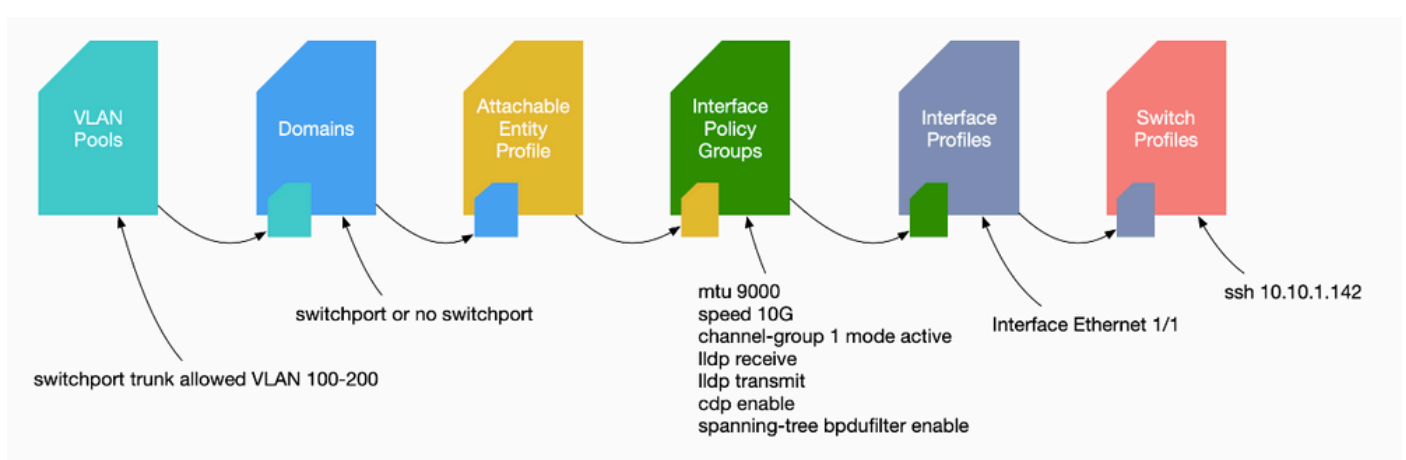 VLAN
Pools
Domains
Attachable
Entity
Profile
Interface
Policy
Groups
Interface
Profiles
Switch
Profiles
switchport trunk allowed VLAN 100-200
switchport or no switchport
mtu 9000
speed 10G
channel-group 1 mode active
lldp receive
lldp transmit
cdp enable
spanning-tree bpdufilter enable
Interface Ethernet 1/1
ssh 10.10.1.142